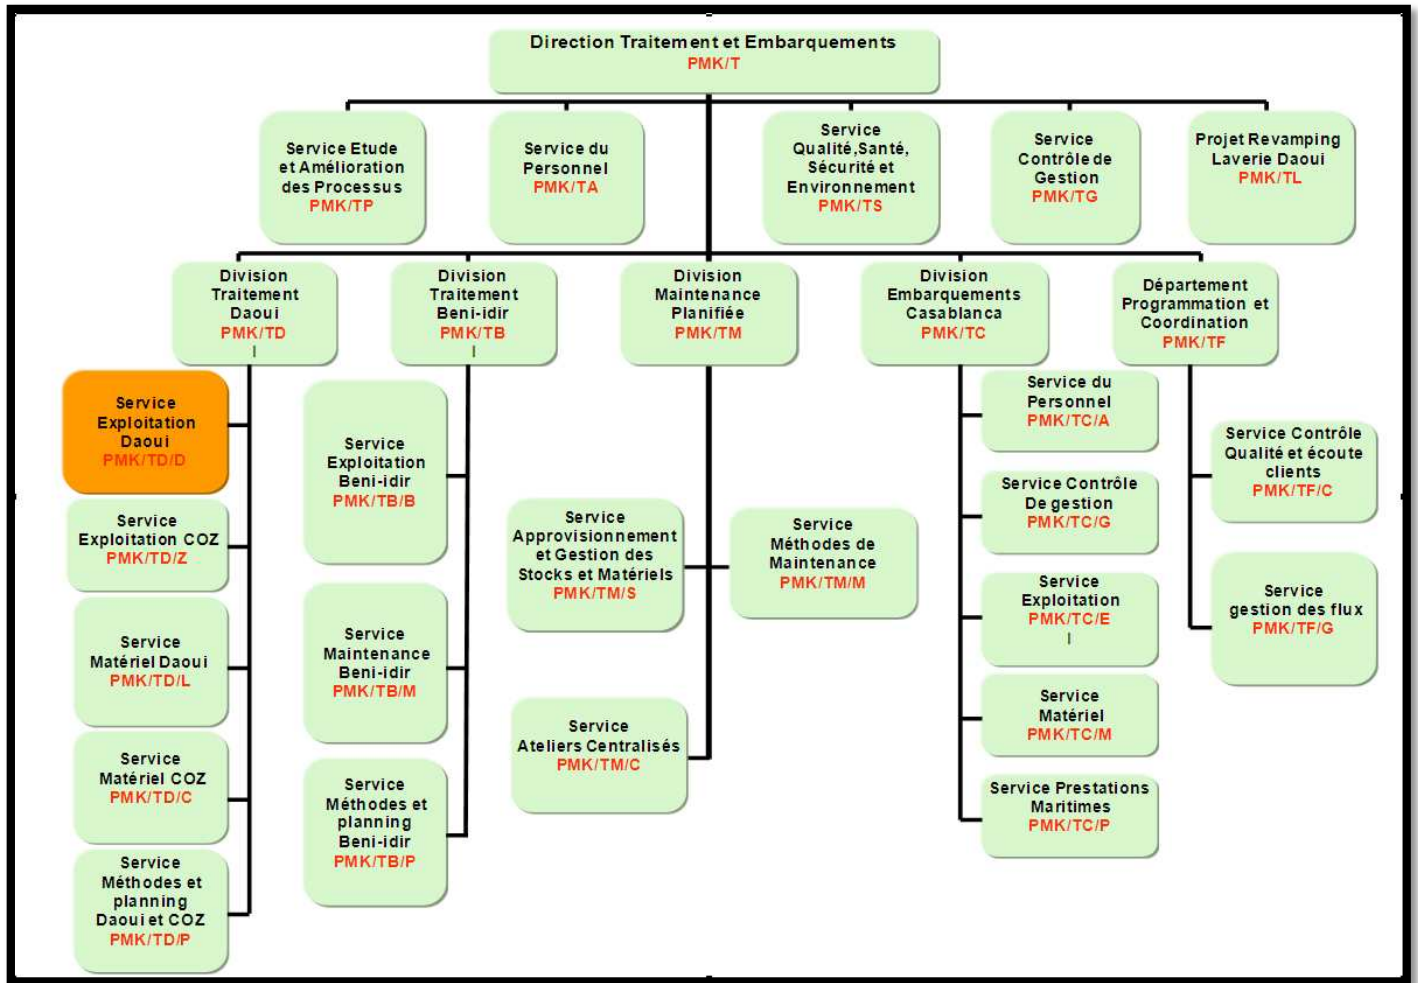 Direction Traitement et Embarquements
PMK/T
Service Etude
et Amélioration
des Processus
PMK/TP
Service du
Personnel
PMK/TA
Service
Qualité,Santé,
Sécurité et
Environnement
PMK/TS
Service
Contrôle de
Gestion
PMK/TG
Projet Revamping
Laverie Daoui
PMK/TL
Division
Traitement
Daoui
PMK/TD
Division
Traitement
Beni-idir
PMK/TB
Division
Maintenance
Planifiée
PMK/TM
Division
Embarquements
Casablanca
PMK/TC
Département
Programmation et
Coordination
PMK/TF
Service
Exploitation
Daoui
PMK/TD/D
Service
Exploitation COZ
PMK/TD/Z
Service
Matériel Daoui
PMK/TD/L
Service
Matériel COZ
PMK/TD/C
Service
Méthodes et
planning
Daoui et COZ
PMK/TD/P
Service
Exploitation
Beni-idir
PMK/TB/B
Service
Maintenance
Beni-idir
PMK/TB/M
Service
Méthodes et
planning
Beni-idir
PMK/TB/P
Service
Approvisionnement
et Gestion des
Stocks et Matériels
PMK/TM/S
Service
Méthodes de
Maintenance
PMK/TM/M
Service
Ateliers Centralisés
PMK/TM/C
Service du
Personnel
PMK/TC/A
Service Contrôle
De gestion
PMK/TC/G
Service
Exploitation
PMK/TC/E
Service
Matériel
PMK/TC/M
Service Prestations
Maritimes
PMK/TC/P
Service Contrôle
Qualité et écoute
clients
PMK/TF/C
Service
gestion des flux
PMK/TF/G